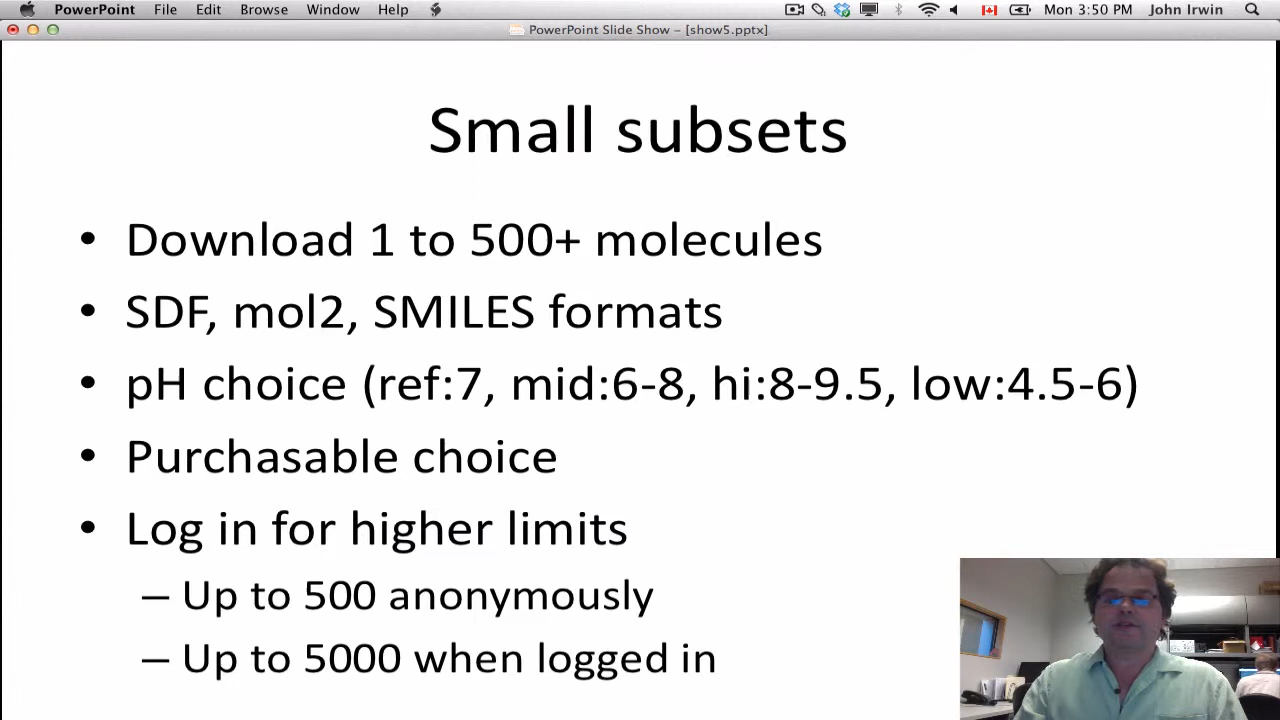 PowerPoint File Edit Browse Window Help Mon 3:50 PM John Irwin
PowerPoint Slide Show – [show5.pptx]
Small subsets
• Download 1 to 500+ molecules
• SDF, mol2, SMILES formats
• pH choice (ref:7, mid:6-8, hi:8-9.5, low:4.5-6)
• Purchasable choice
• Log in for higher limits
– Up to 500 anonymously
– Up to 5000 when logged in